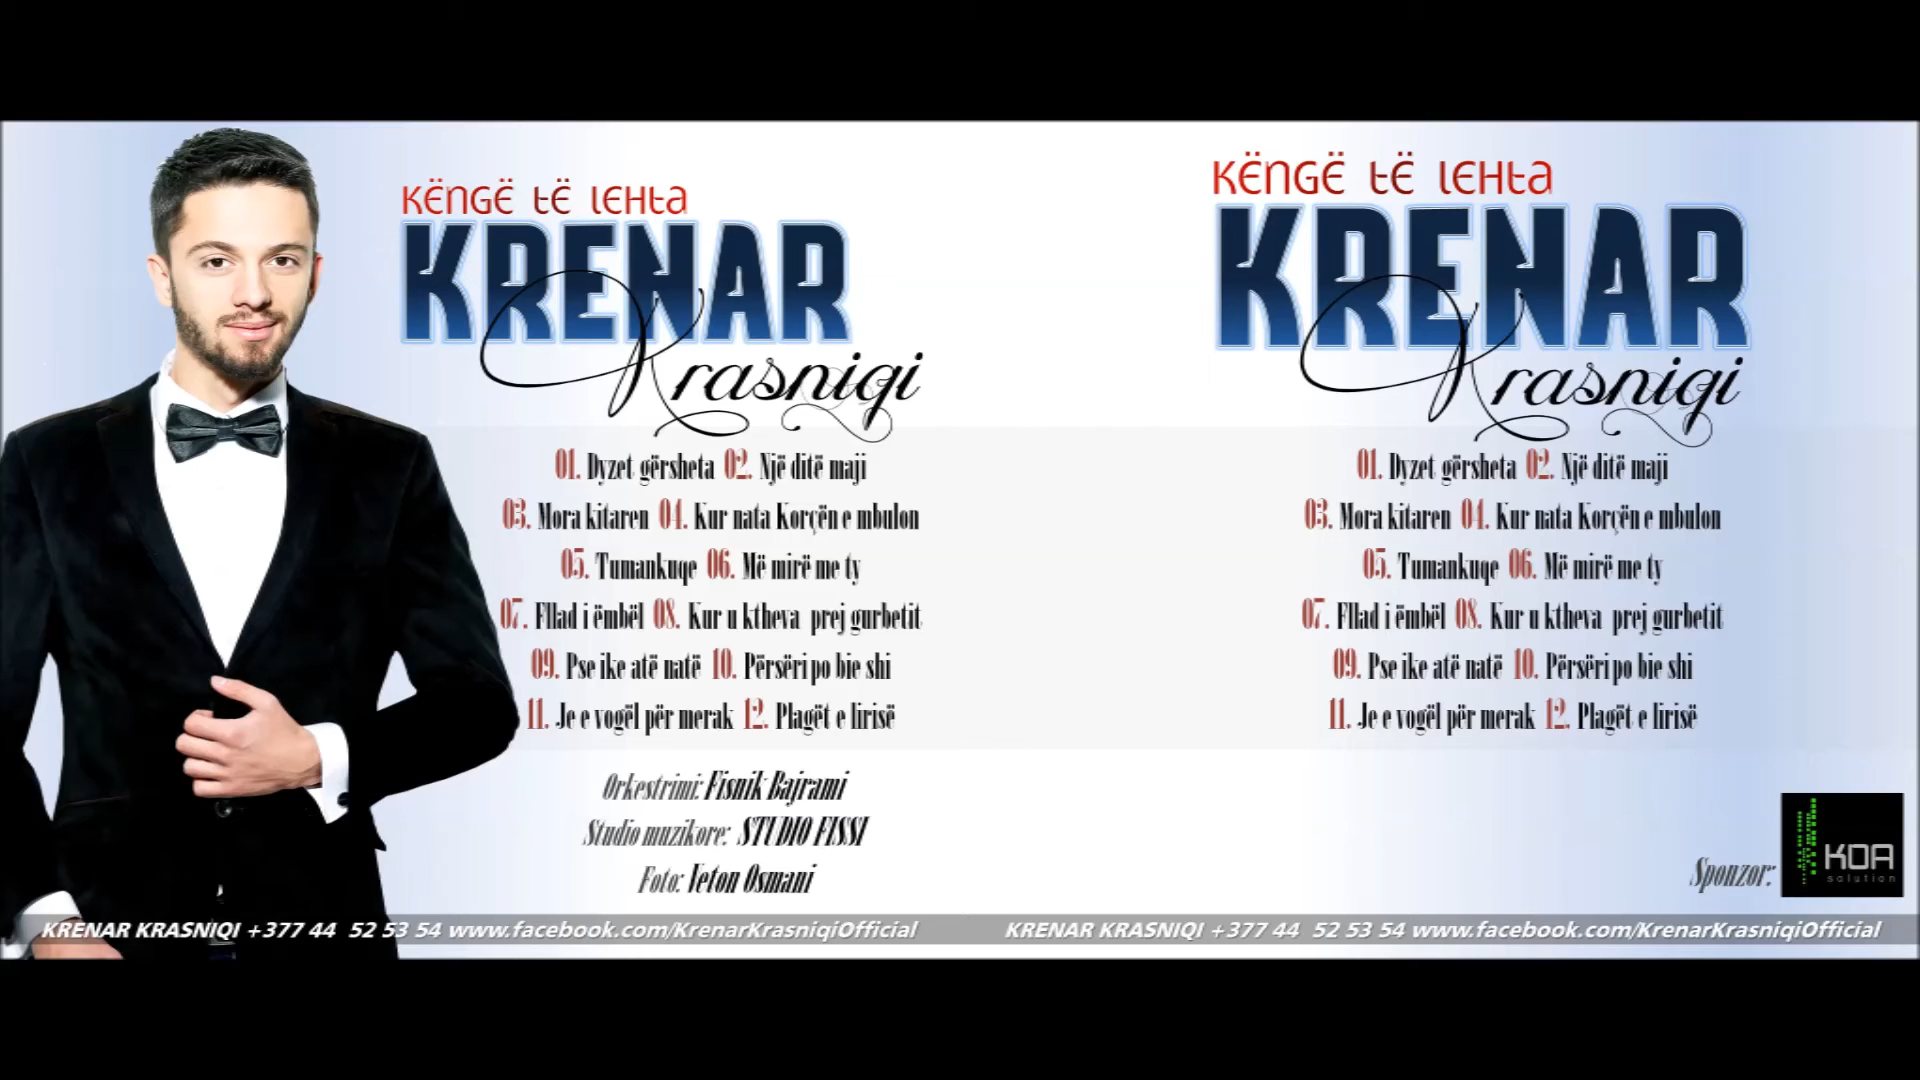 Këngë të lehta
KRENAR
Krasniqi
01. Dyzet gërsheta 02. Një ditë maji
03. Mora kitaren 04. Kur nata Korçën e mbulon
05. Tumankuqe 06. Më mirë me ty
07. Fllad i ëmbël 08. Kur u ktheva prej gurbetit
09. Pse ike atë natë 10. Përsëri po bie shi
11. Je e vogël për merak 12. Plagët e lirisë
Orkestrimi: Fisnik Bajrami
Studio muzikore: STUDIO FISSI
Foto: Veton Osmani
KRENAR KRASNIQI +377 44 52 53 54 www.facebook.com/KrenarKrasniqiOfficial
Këngë të lehta
KRENAR
Krasniqi
01. Dyzet gërsheta 02. Një ditë maji
03. Mora kitaren 04. Kur nata Korçën e mbulon
05. Tumankuqe 06. Më mirë me ty
07. Fllad i ëmbël 08. Kur u ktheva prej gurbetit
09. Pse ike atë natë 10. Përsëri po bie shi
11. Je e vogël për merak 12. Plagët e lirisë
Sponzor:
KOA
solution
KRENAR KRASNIQI +377 44 52 53 54 www.facebook.com/KrenarKrasniqiOfficial